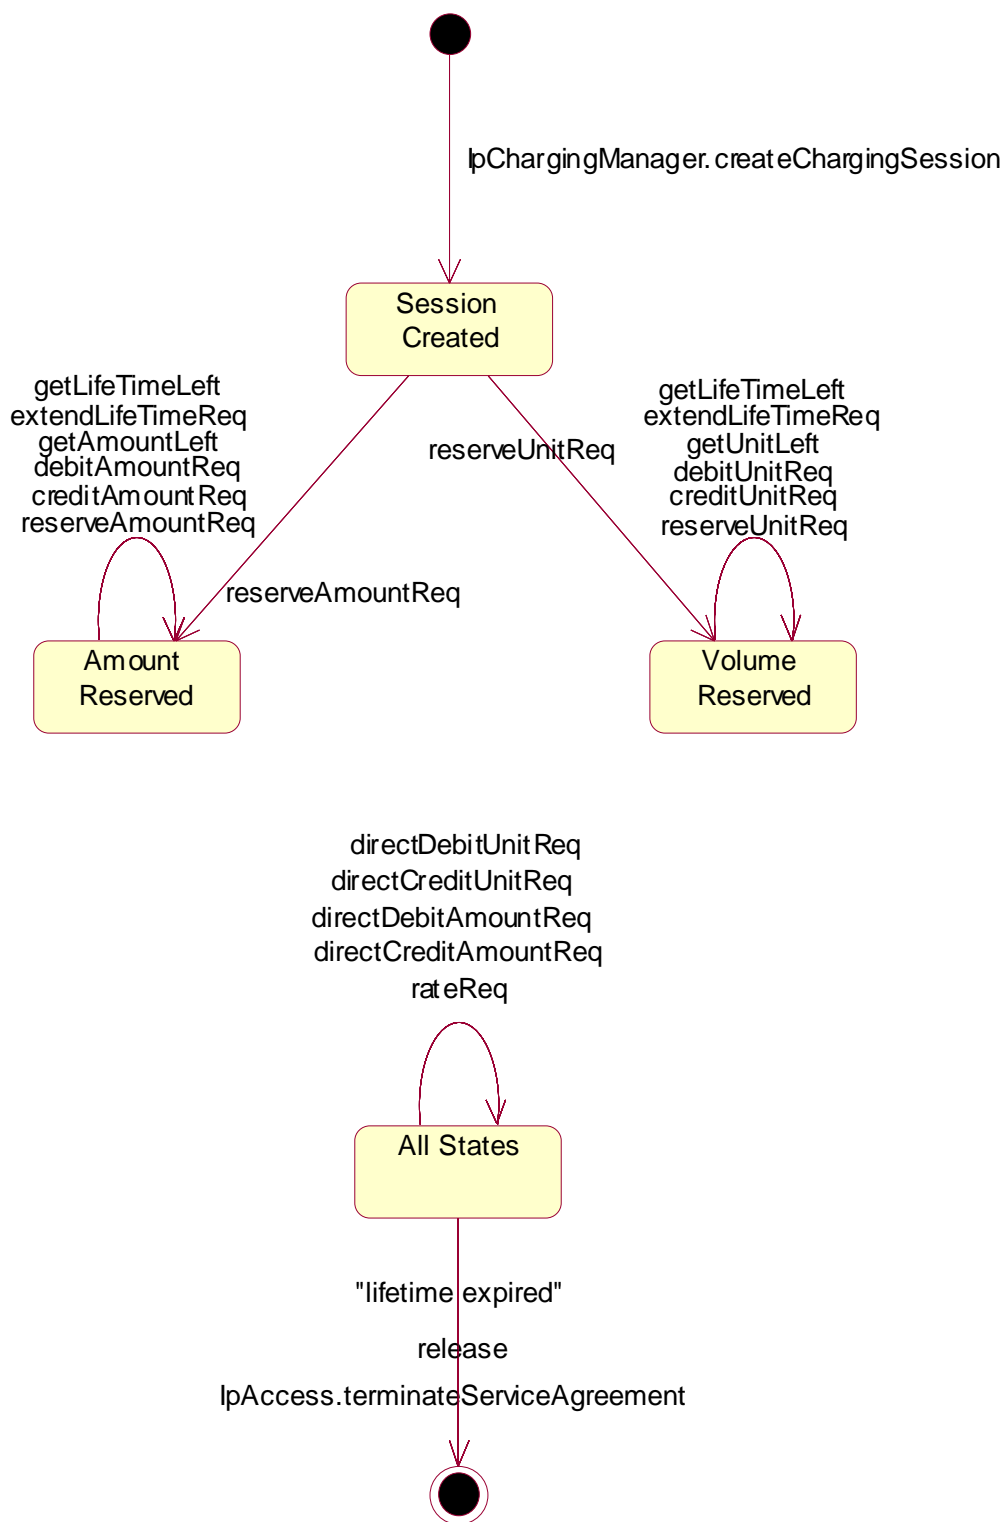 IpChargingManager.createChargingSession
Session
Created
getLifeTimeLeft
extendLifeTimeReq
getAmountLeft
debitAmountReq
creditAmountReq
reserveAmountReq
reserveUnitReq
getLifeTimeLeft
extendLifeTimeReq
getUnitLeft
debitUnitReq
creditUnitReq
reserveUnitReq
reserveAmountReq
Amount
Reserved
Volume
Reserved
directDebitUnitReq
directCreditUnitReq
directDebitAmountReq
directCreditAmountReq
rateReq
All States
"lifetime expired"
release
IpAccess.terminateServiceAgreement